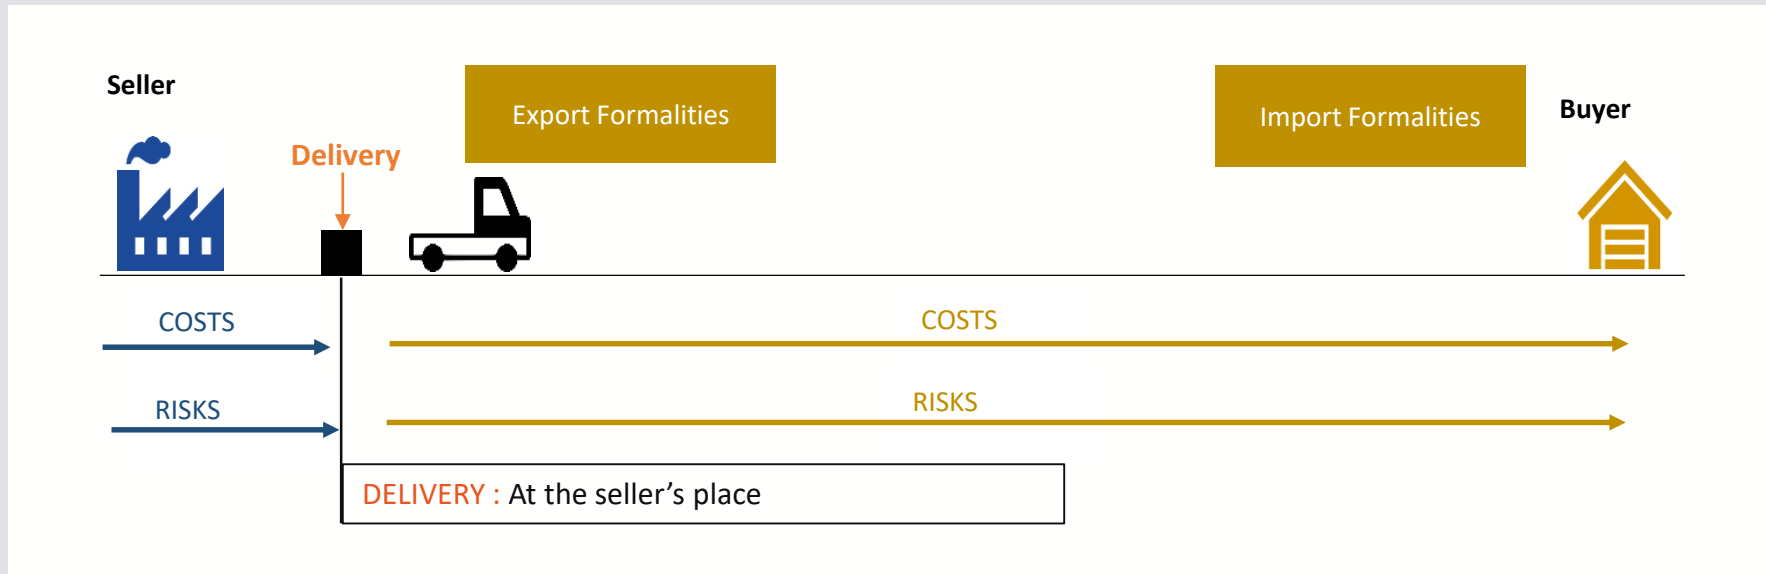 Seller
Export Formalities
Import Formalities
Buyer
Delivery
COSTS
COSTS
RISKS
RISKS
DELIVERY : At the seller’s place